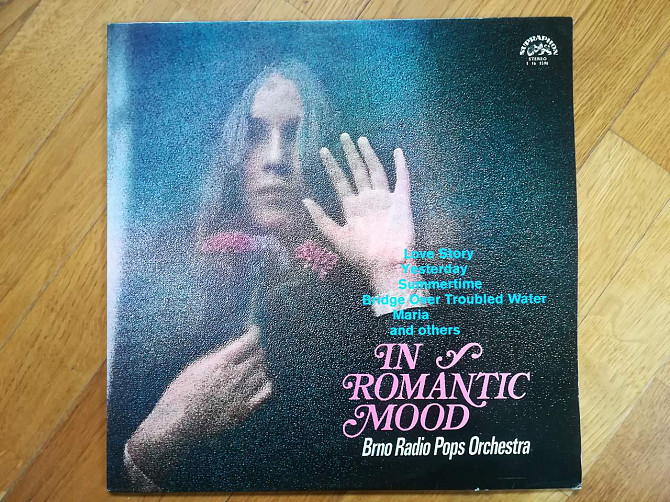 SUPRAPHON
STEREO
Love Story
Yesterday
Summertime
Bridge Over Troubled Water
Maria
and others
IN
ROMANTIC
MOOD
Brno Radio Pops Orchestra